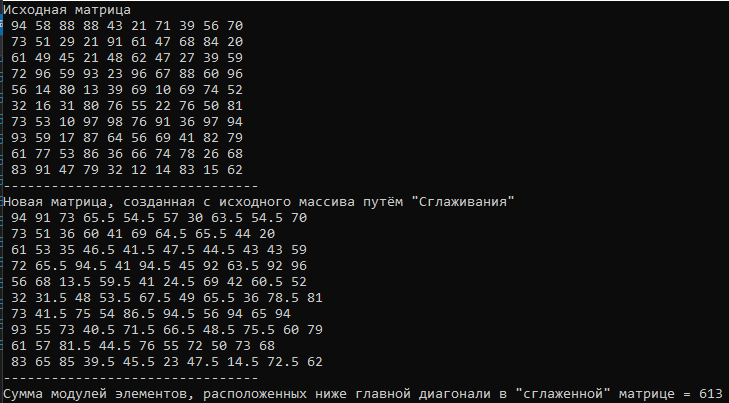 Исходная матрица
94 58 88 88 43 21 71 39 56 70
73 51 29 21 91 61 47 68 84 20
61 49 45 21 48 62 47 27 39 59
72 96 59 93 23 96 67 88 60 96
56 14 80 13 39 69 10 69 74 52
32 16 31 80 76 55 22 76 50 81
73 53 10 97 98 76 91 36 97 94
93 59 17 87 64 56 69 41 82 79
61 77 53 86 36 66 74 78 26 68
83 91 47 79 32 12 14 83 15 62
--------------------------------
Новая матрица, созданная с исходного массива путём "Сглаживания"
94 91 73 65.5 54.5 57 30 63.5 54.5 70
73 51 36 60 41 69 64.5 65.5 44 20
61 53 35 46.5 41.5 47.5 44.5 43 43 59
72 65.5 94.5 41 94.5 45 92 63.5 92 96
56 68 13.5 59.5 41 24.5 69 42 60.5 52
32 31.5 48 53.5 67.5 49 65.5 36 78.5 81
73 41.5 75 54 86.5 94.5 56 94 65 94
93 55 73 40.5 71.5 66.5 48.5 75.5 60 79
61 57 81.5 44.5 76 55 72 50 73 68
83 65 85 39.5 45.5 23 47.5 14.5 72.5 62
--------------------------------
Сумма модулей элементов, расположенных ниже главной диагонали в "сглаженной" матрице = 613